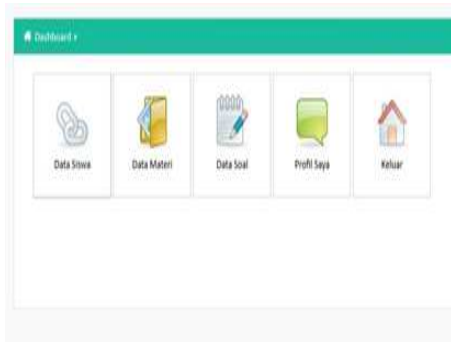 Dashboard
Data Siswa
Data Materi
Data Soal
Profil Saya
Keluar